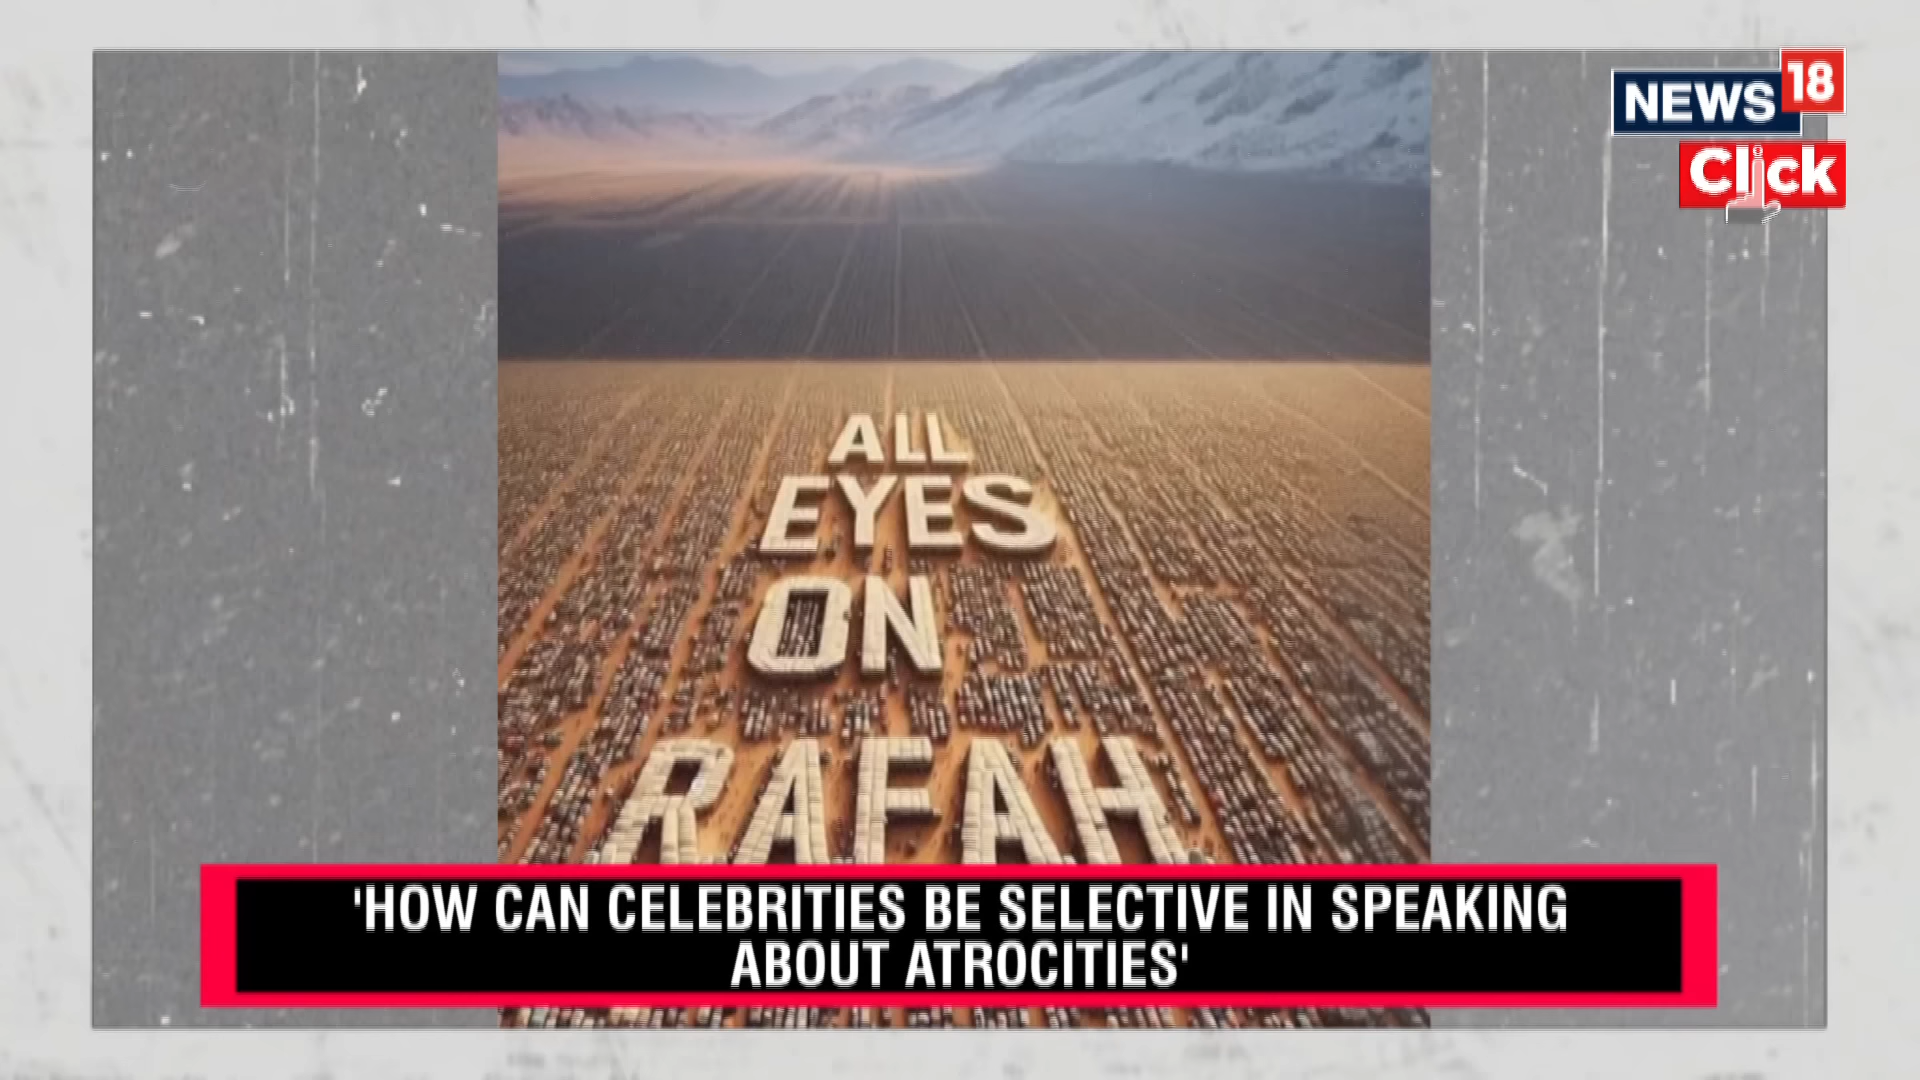 NEWS 18
Click
ALL
EYES
ON
RAFAH
'HOW CAN CELEBRITIES BE SELECTIVE IN SPEAKING
ABOUT ATROCITIES'